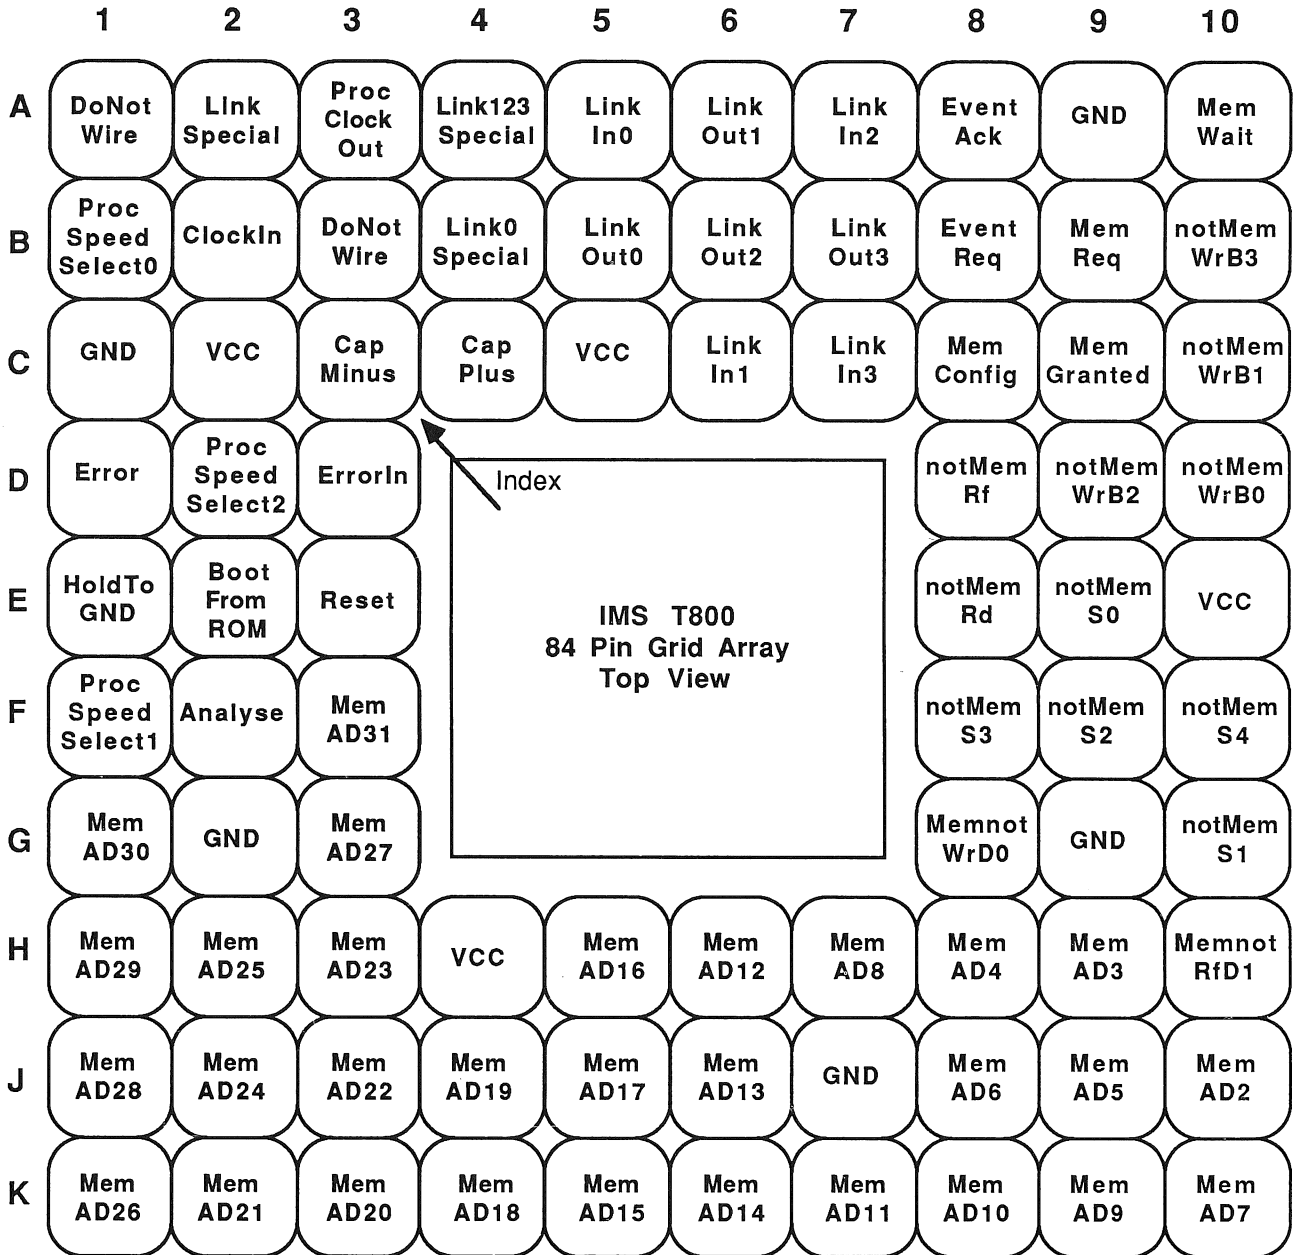 1 2 3 4 5 6 7 8 9 10
A
DoNot Wire
Link Special
Proc Clock Out
Link123 Special
Link In0
Link Out1
Link In2
Event Ack
GND
Mem Wait
B
Proc Speed Select0
ClockIn
DoNot Wire
Link0 Special
Link Out0
Link Out2
Link Out3
Event Req
Mem Req
notMem WrB3
C
GND
VCC
Cap Minus
Cap Plus
VCC
Link In1
Link In3
Mem Config
Mem Granted
notMem WrB1
D
Error
Proc Speed Select2
ErrorIn
Index
notMem Rf
notMem WrB2
notMem WrB0
E
HoldTo GND
Boot From ROM
Reset
IMS T800
84 Pin Grid Array
Top View
notMem Rd
notMem S0
VCC
F
Proc Speed Select1
Analyse
Mem AD31
notMem S3
notMem S2
notMem S4
G
Mem AD30
GND
Mem AD27
Memnot WrD0
GND
notMem S1
H
Mem AD29
Mem AD25
Mem AD23
VCC
Mem AD16
Mem AD12
Mem AD8
Mem AD4
Mem AD3
Memnot RfD1
J
Mem AD28
Mem AD24
Mem AD22
Mem AD19
Mem AD17
Mem AD13
GND
Mem AD6
Mem AD5
Mem AD2
K
Mem AD26
Mem AD21
Mem AD20
Mem AD18
Mem AD15
Mem AD14
Mem AD11
Mem AD10
Mem AD9
Mem AD7